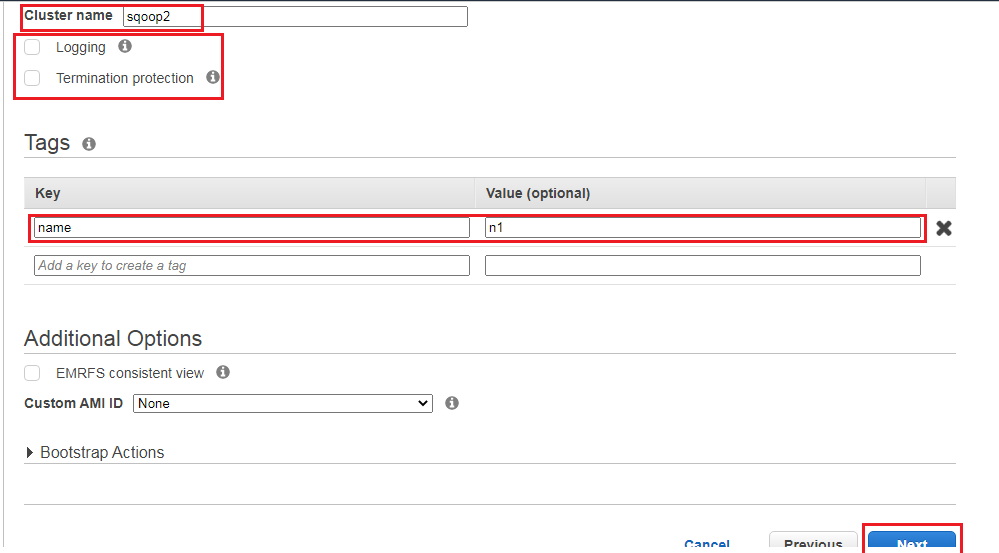 Cluster name sqoop2
Logging
Termination protection
Tags
Key Value (optional)
name n1
Add a key to create a tag
Additional Options
EMRFS consistent view
Custom AMI ID None
Bootstrap Actions
Cancel Previous Next